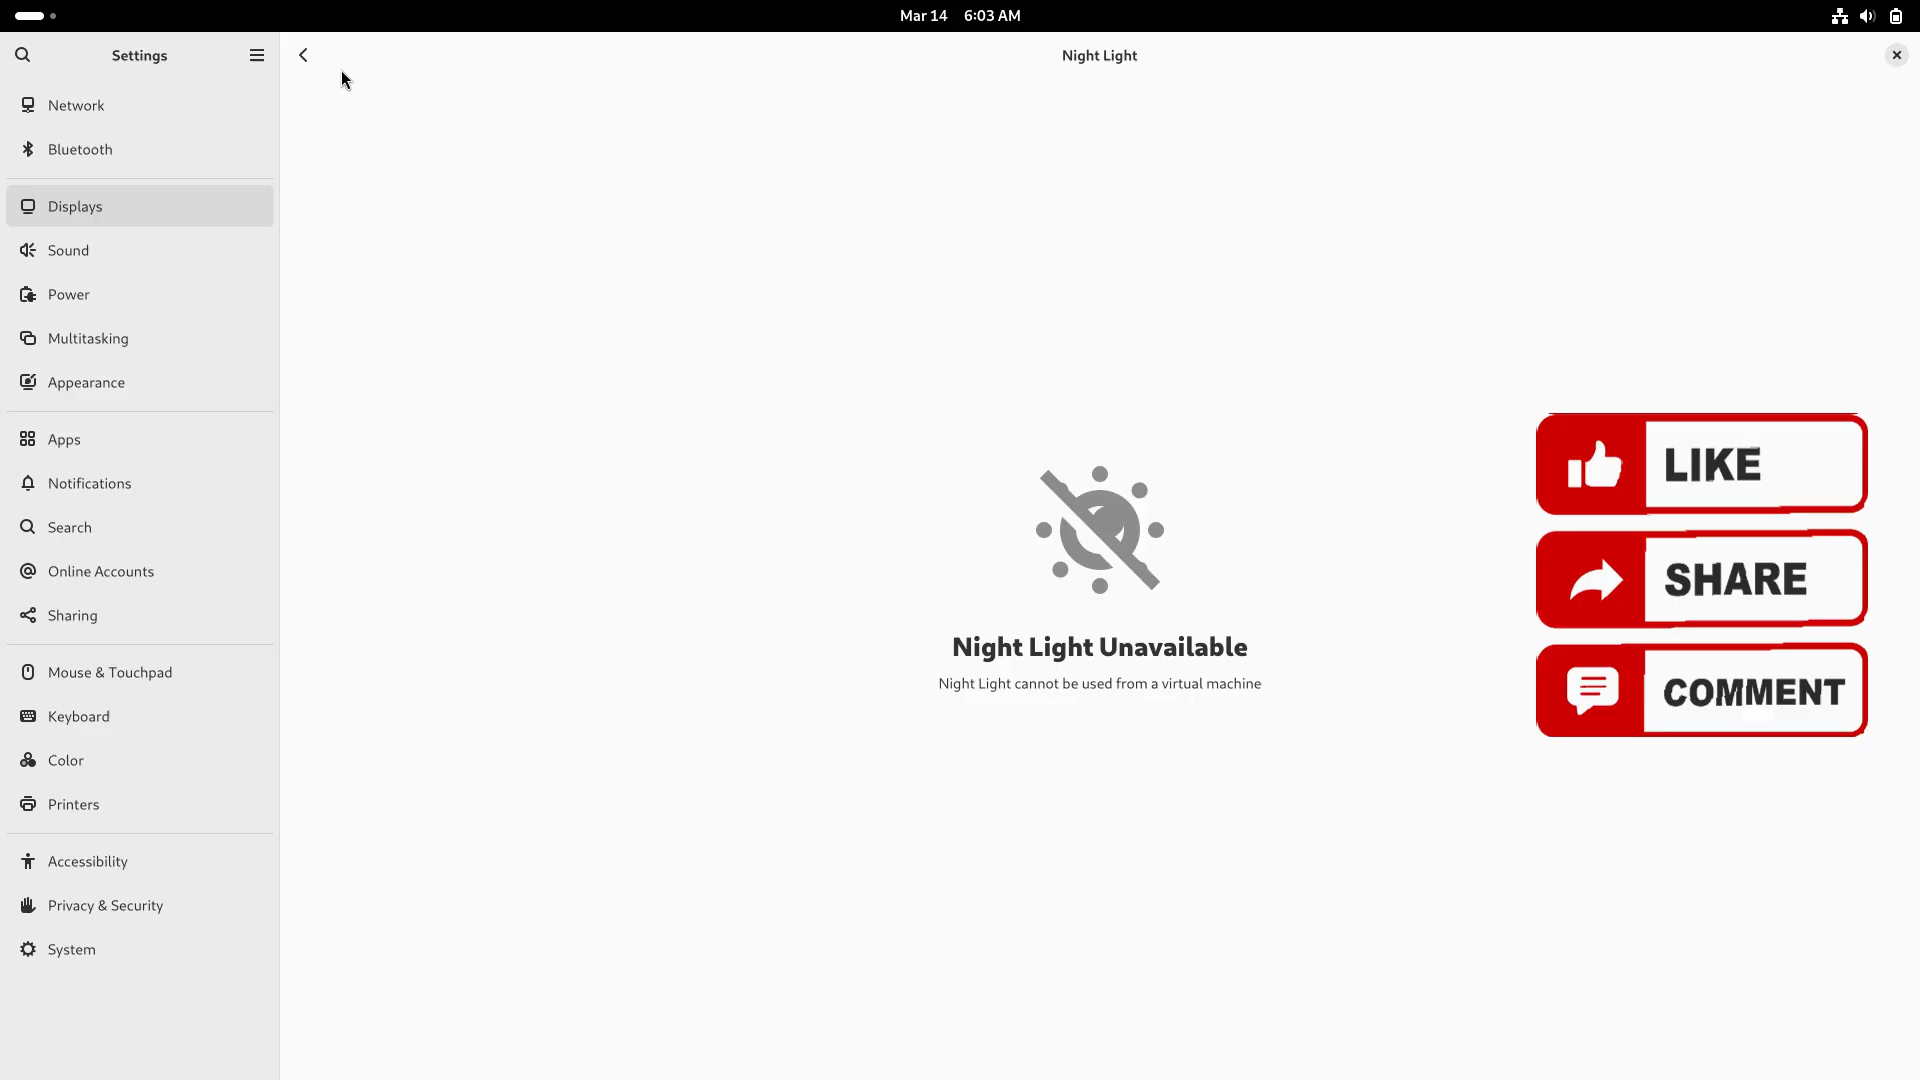 Mar 14 6:03 AM
Settings
Night Light
Network
Bluetooth
Displays
Sound
Power
Multitasking
Appearance
Apps
Notifications
Search
Online Accounts
Sharing
Mouse & Touchpad
Keyboard
Color
Printers
Accessibility
Privacy & Security
System
Night Light Unavailable
Night Light cannot be used from a virtual machine
LIKE
SHARE
COMMENT